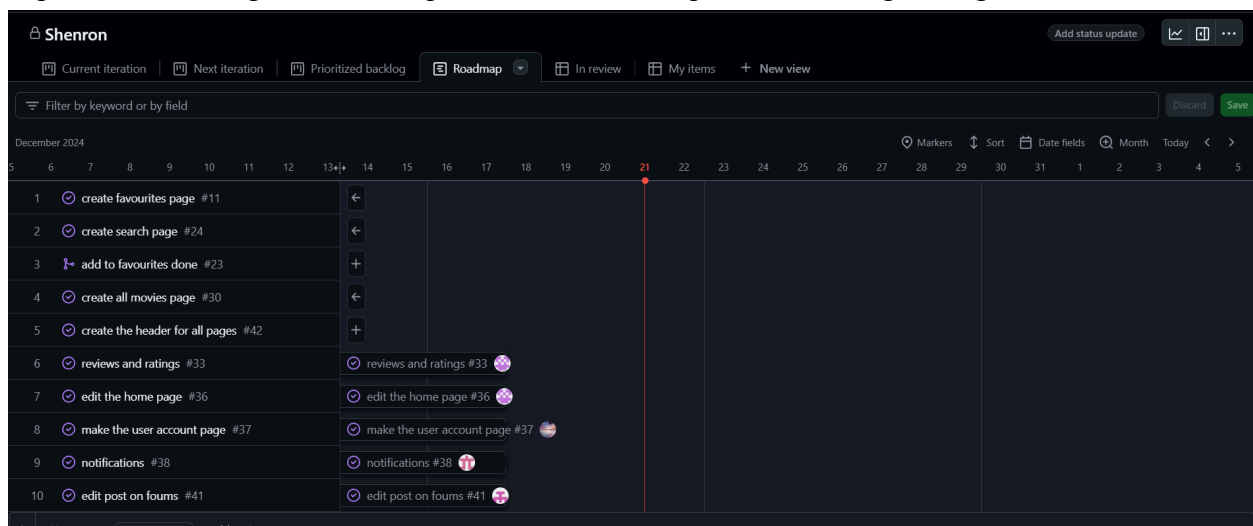 Shenron
Add status update
Current iteration
Next iteration
Prioritized backlog
Roadmap
In review
My items
+ New view
Filter by keyword or by field
Discard
Save
December 2024
Markers
Sort
Date fields
Month
Today
5 6 7 8 9 10 11 12 13 14 15 16 17 18 19 20 21 22 23 24 25 26 27 28 29 30 31 1 2 3 4 5
1 create favourites page #11
2 create search page #24
3 add to favourites done #23
4 create all movies page #30
5 create the header for all pages #42
6 reviews and ratings #33 reviews and ratings #33
7 edit the home page #36 edit the home page #36
8 make the user account page #37 make the user account page #37
9 notifications #38 notifications #38
10 edit post on foums #41 edit post on foums #41